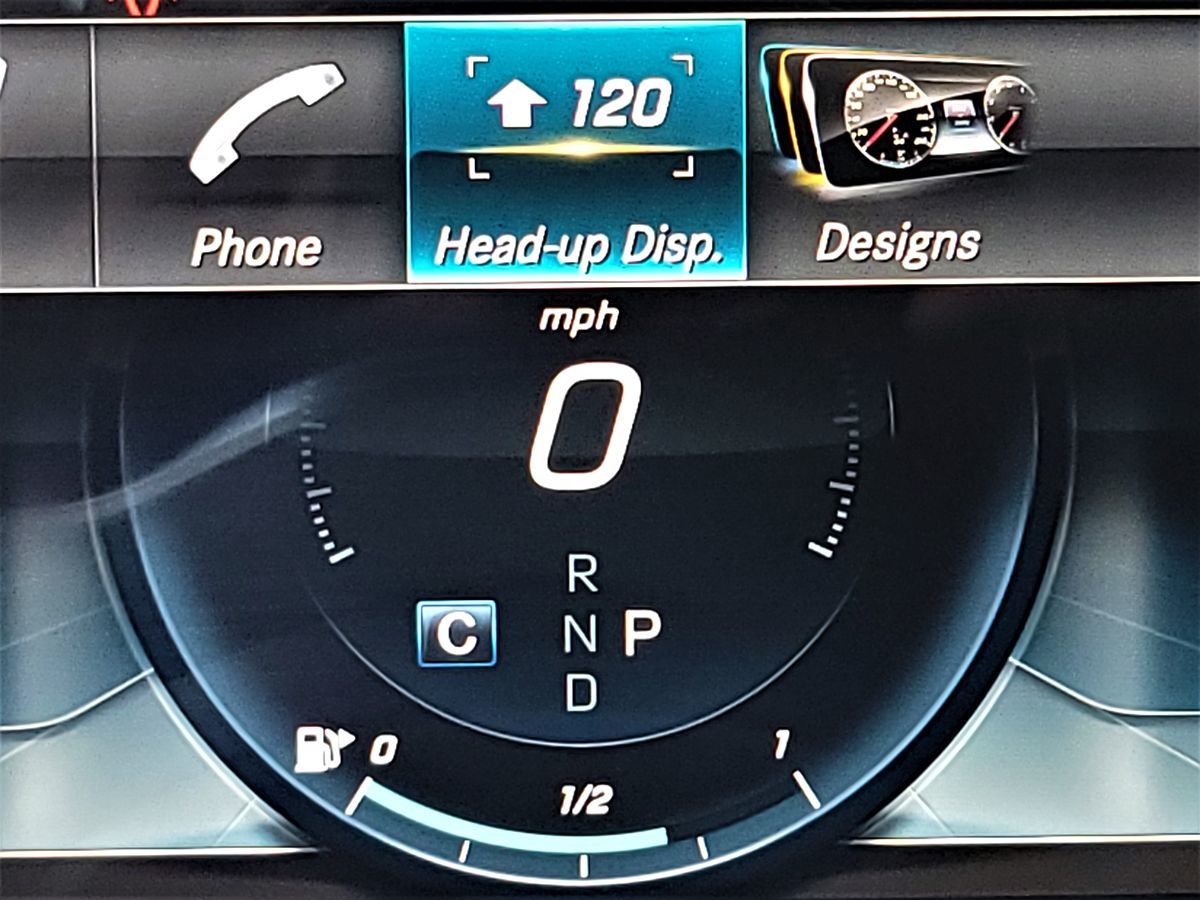 120
Phone
Head-up Disp.
Designs
mph
0
R
C
N P
D
0
1
1/2